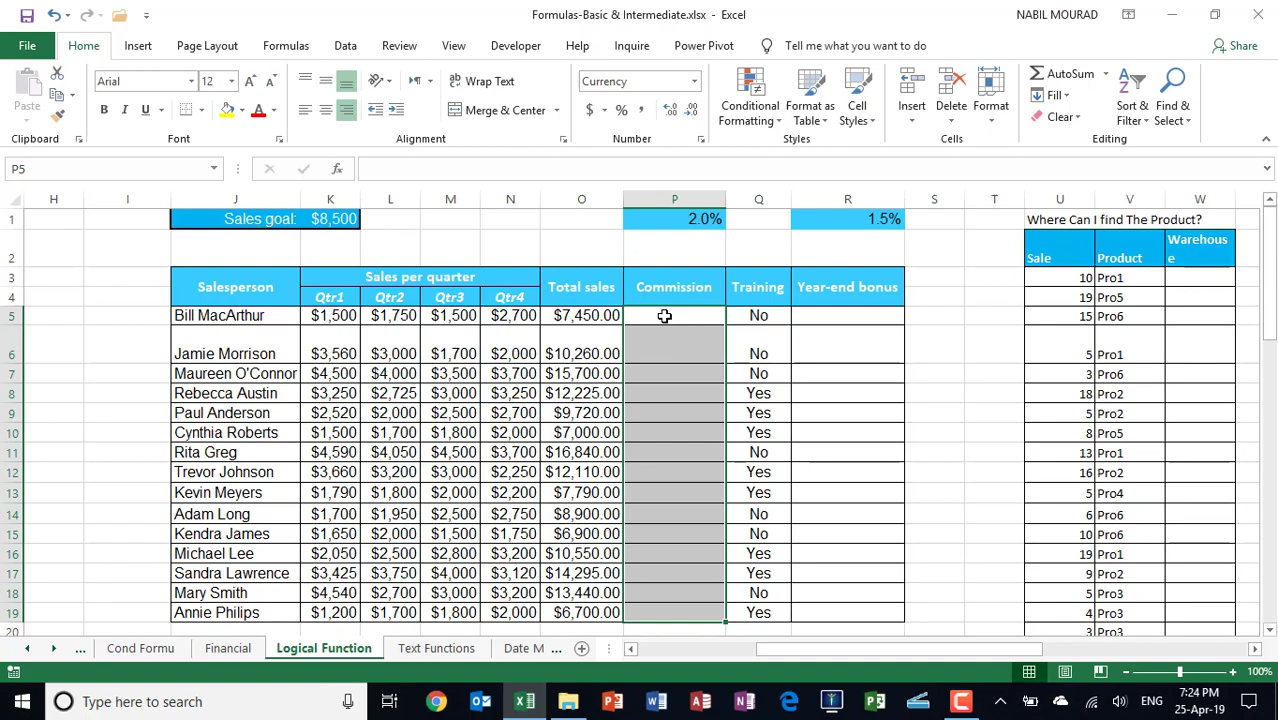 Formulas-Basic & Intermediate.xlsx - Excel
NABIL MOURAD
File Home Insert Page Layout Formulas Data Review View Developer Help Inquire Power Pivot Tell me what you want to do Share
Paste
Clipboard
Arial 12
B I U
Font
Wrap Text
Merge & Center
Alignment
Currency
$ % ,
Number
Conditional Formatting
Format as Table
Cell Styles
Styles
Insert Delete Format
Cells
AutoSum
Fill
Clear
Sort & Filter
Find & Select
Editing
P5
fx
H I J K L M N O P Q R S T U V W
1 Sales goal: $8,500 2.0% 1.5% Where Can I find The Product?
2 Sale Product Warehouse
3 Salesperson Sales per quarter Total sales Commission Training Year-end bonus 10 Pro1
4 Qtr1 Qtr2 Qtr3 Qtr4 19 Pro5
5 Bill MacArthur $1,500 $1,750 $1,500 $2,700 $7,450.00 No 15 Pro6
6 Jamie Morrison $3,560 $3,000 $1,700 $2,000 $10,260.00 No 5 Pro1
7 Maureen O'Connor $4,500 $4,000 $3,500 $3,700 $15,700.00 No 3 Pro6
8 Rebecca Austin $3,250 $2,725 $3,000 $3,250 $12,225.00 Yes 18 Pro2
9 Paul Anderson $2,520 $2,000 $2,500 $2,700 $9,720.00 Yes 5 Pro2
10 Cynthia Roberts $1,500 $1,700 $1,800 $2,000 $7,000.00 Yes 8 Pro5
11 Rita Greg $4,590 $4,050 $4,500 $3,700 $16,840.00 No 13 Pro1
12 Trevor Johnson $3,660 $3,200 $3,000 $2,250 $12,110.00 Yes 16 Pro2
13 Kevin Meyers $1,790 $1,800 $2,000 $2,200 $7,790.00 Yes 5 Pro4
14 Adam Long $1,700 $1,950 $2,500 $2,750 $8,900.00 No 6 Pro6
15 Kendra James $1,650 $2,000 $1,500 $1,750 $6,900.00 No 10 Pro6
16 Michael Lee $2,050 $2,500 $2,800 $3,200 $10,550.00 Yes 19 Pro1
17 Sandra Lawrence $3,425 $3,750 $4,000 $3,120 $14,295.00 Yes 9 Pro2
18 Mary Smith $4,540 $2,700 $3,000 $3,200 $13,440.00 No 5 Pro3
19 Annie Philips $1,200 $1,700 $1,800 $2,000 $6,700.00 Yes 4 Pro3
20 3 Pro3
... Cond Formu Financial Logical Function Text Functions Date M ...
100%
Type here to search
ENG
7:24 PM
25-Apr-19